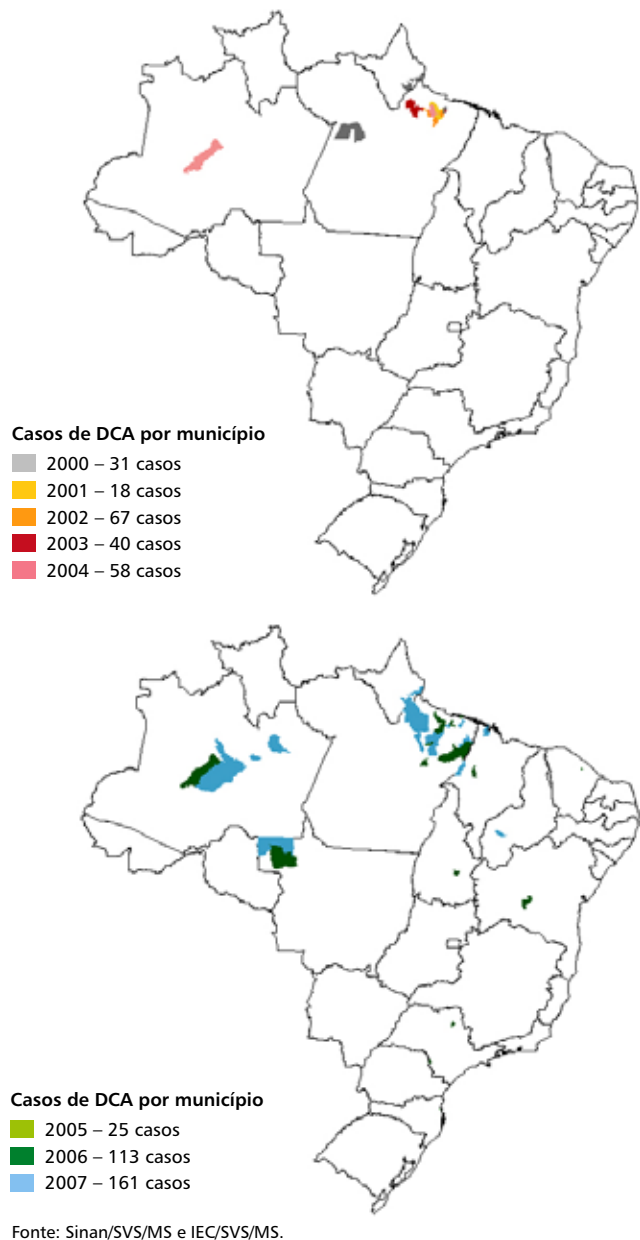 Casos de DCA por município
2000 – 31 casos
2001 – 18 casos
2002 – 67 casos
2003 – 40 casos
2004 – 58 casos
Casos de DCA por município
2005 – 25 casos
2006 – 113 casos
2007 – 161 casos
Fonte: Sinan/SVS/MS e IEC/SVS/MS.